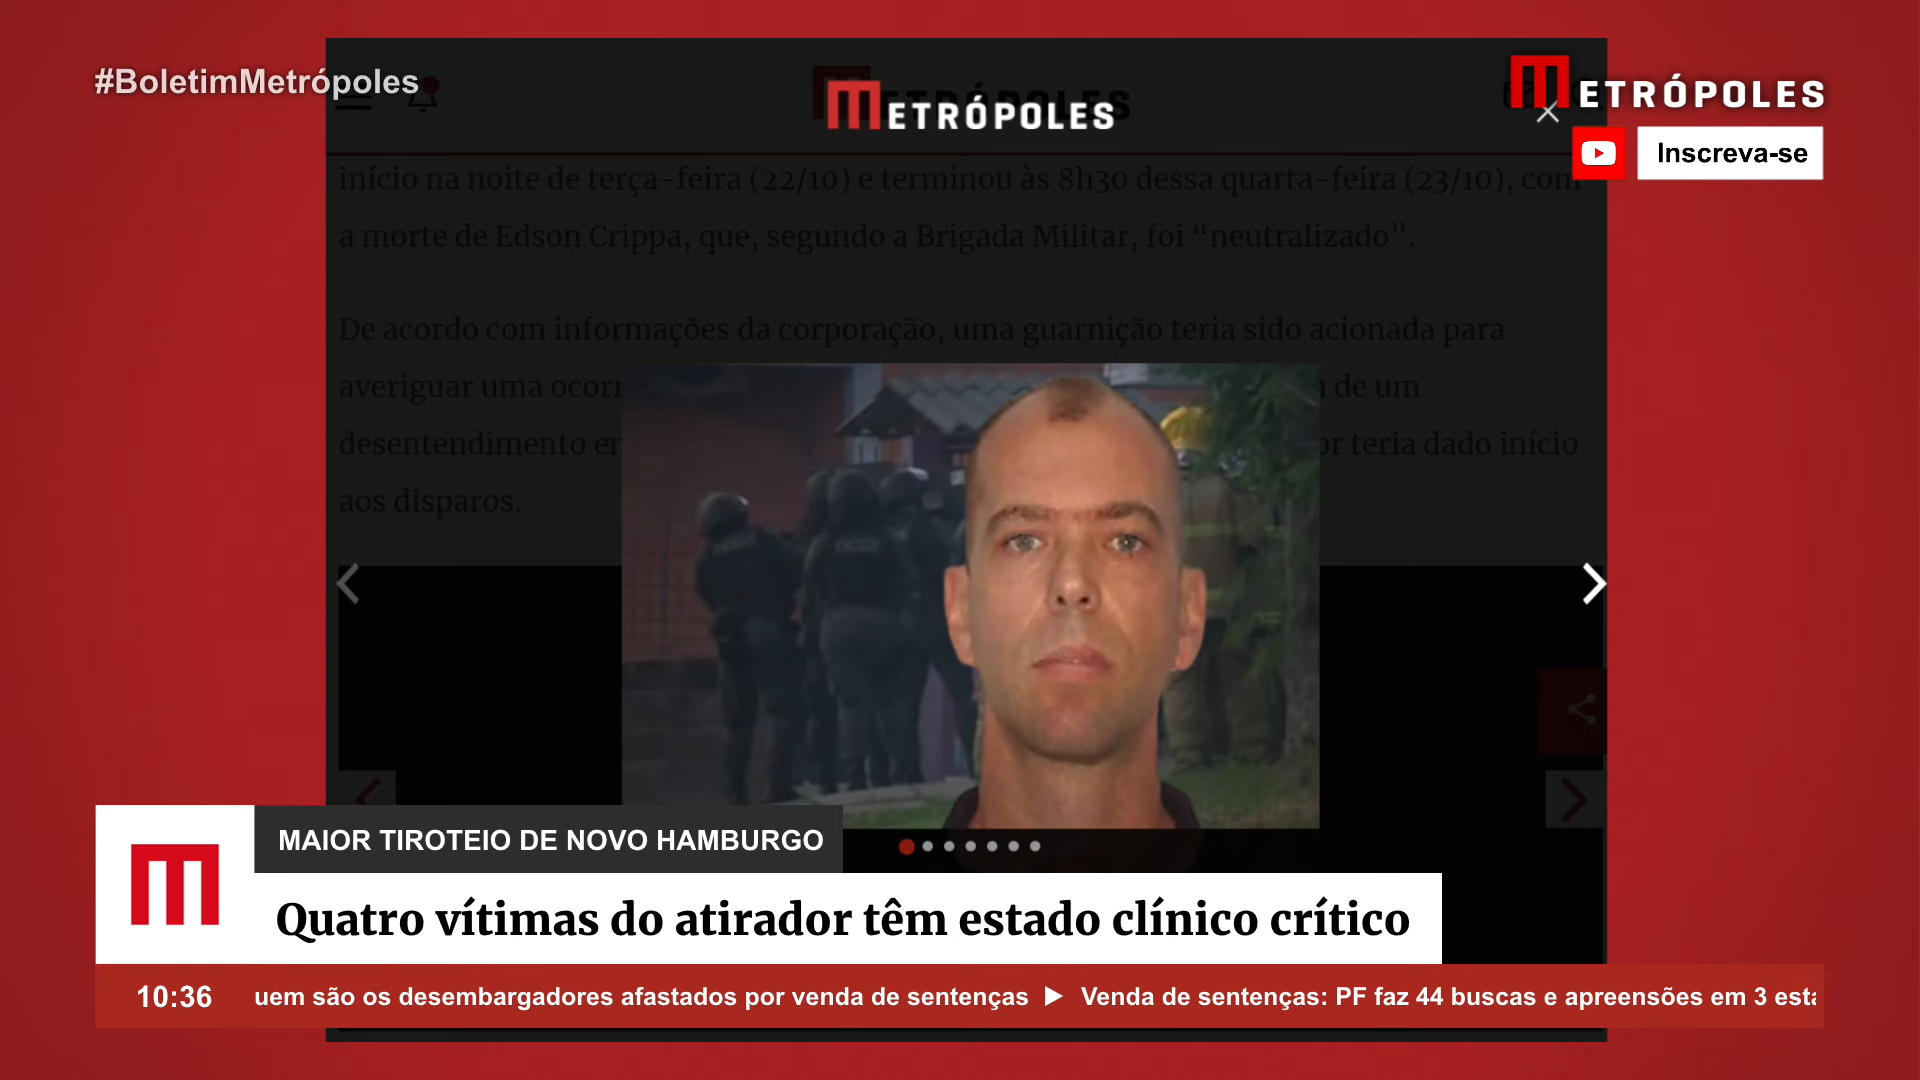 #BoletimMetrópoles
METRÓPOLES
METRÓPOLES
Inscreva-se
início na noite de terça-feira (22/10) e terminou às 8h30 dessa quarta-feira (23/10), com
a morte de Edson Crippa, que, segundo a Brigada Militar, foi “neutralizado”.
De acordo com informações da corporação, uma guarnição teria sido acionada para
averiguar uma de um
desentendimento teria dado início
aos disparos.
MAIOR TIROTEIO DE NOVO HAMBURGO
Quatro vítimas do atirador têm estado clínico crítico
10:36 uem são os desembargadores afastados por venda de sentenças ▶ Venda de sentenças: PF faz 44 buscas e apreensões em 3 esta